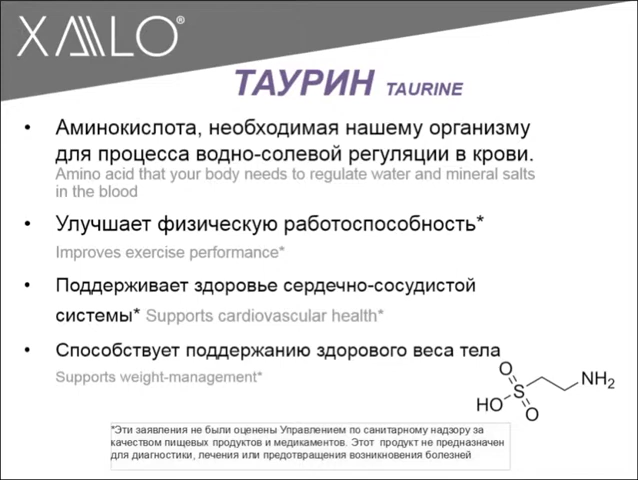 XALO®
ТАУРИН TAURINE
• Аминокислота, необходимая нашему организму
для процесса водно-солевой регуляции в крови.
Amino acid that your body needs to regulate water and mineral salts
in the blood
• Улучшает физическую работоспособность*
Improves exercise performance*
• Поддерживает здоровье сердечно-сосудистой
системы* Supports cardiovascular health*
• Способствует поддержанию здорового веса тела
Supports weight-management*
O
S
NH2
HO
O
*Эти заявления не были оценены Управлением по санитарному надзору за
качеством пищевых продуктов и медикаментов. Этот продукт не предназначен
для диагностики, лечения или предотвращения возникновения болезней